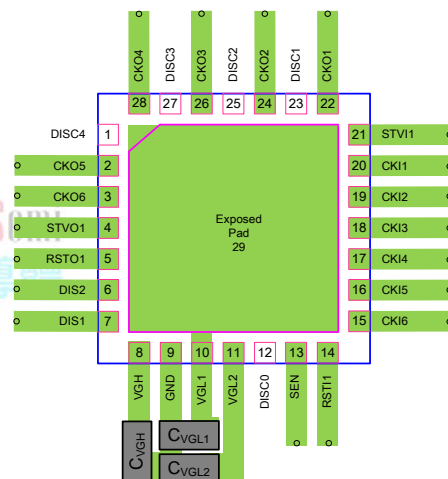 CKO4 DISC3 CKO3 DISC2 CKO2 DISC1 CKO1
28 27 26 25 24 23 22
DISC4 1
CKO5 2
CKO6 3
STVO1 4
RSTO1 5
DIS2 6
DIS1 7
Exposed
Pad
29
21 STVI1
20 CKI1
19 CKI2
18 CKI3
17 CKI4
16 CKI5
15 CKI6
8 9 10 11 12 13 14
VGH GND VGL1 VGL2 DISC0 SEN RSTI1
CVGH
CVGL1
CVGL2